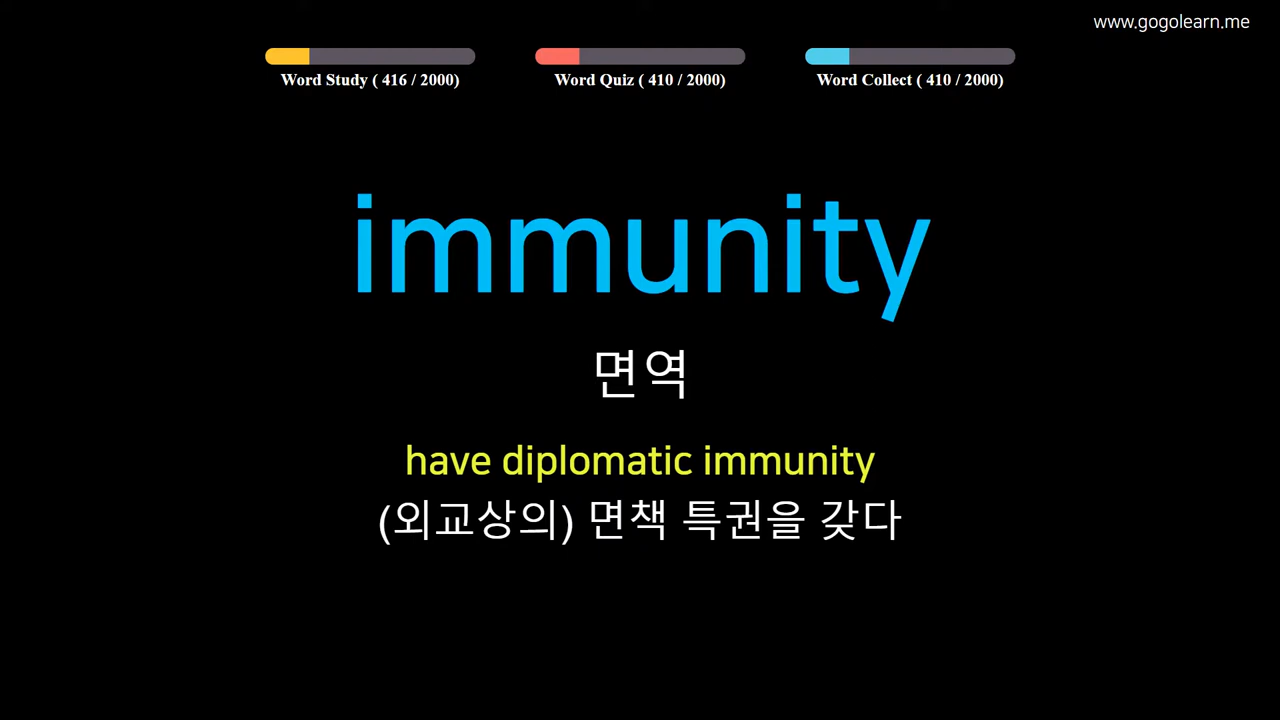 www.gogolearn.me
Word Study ( 416 / 2000)
Word Quiz ( 410 / 2000)
Word Collect ( 410 / 2000)
immunity
면역
have diplomatic immunity
(외교상의) 면책 특권을 갖다